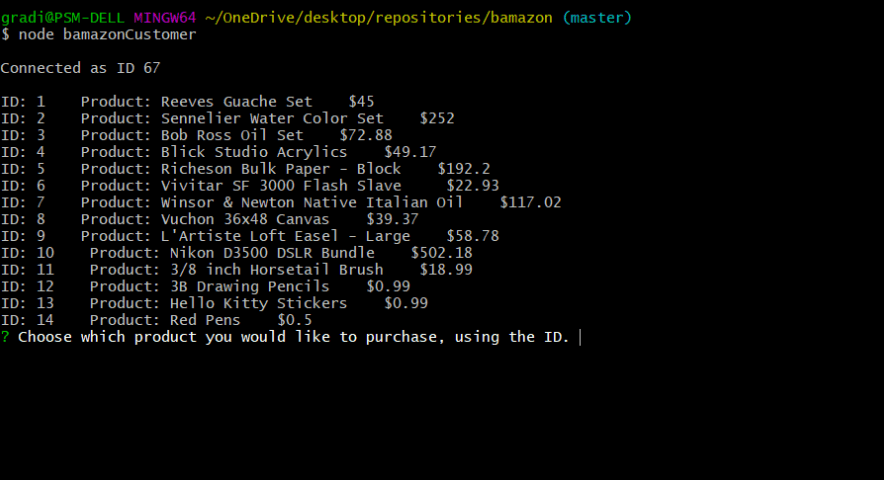 gradi@PSM-DELL MINGW64 ~/OneDrive/desktop/repositories/bamazon (master)
$ node bamazonCustomer
Connected as ID 67
ID: 1    Product: Reeves Guache Set    $45
ID: 2    Product: Sennelier Water Color Set    $252
ID: 3    Product: Bob Ross Oil Set    $72.88
ID: 4    Product: Blick Studio Acrylics    $49.17
ID: 5    Product: Richeson Bulk Paper - Block    $192.2
ID: 6    Product: Vivitar SF 3000 Flash Slave     $22.93
ID: 7    Product: Winsor & Newton Native Italian Oil    $117.02
ID: 8    Product: Vuchon 36x48 Canvas    $39.37
ID: 9    Product: L'Artiste Loft Easel - Large    $58.78
ID: 10    Product: Nikon D3500 DSLR Bundle    $502.18
ID: 11    Product: 3/8 inch Horsetail Brush    $18.99
ID: 12    Product: 3B Drawing Pencils    $0.99
ID: 13    Product: Hello Kitty Stickers    $0.99
ID: 14    Product: Red Pens    $0.5
? Choose which product you would like to purchase, using the ID.